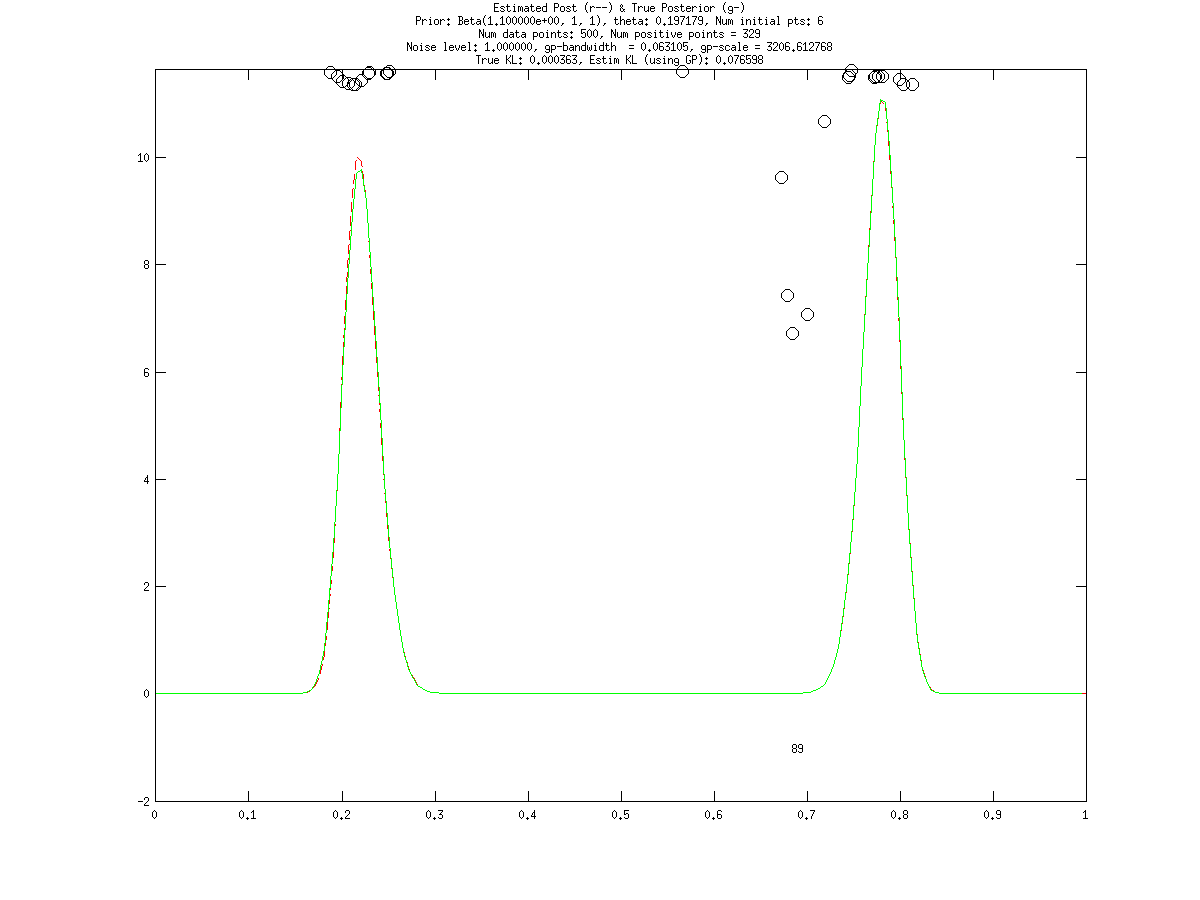 Estimated Post (r--) & True Posterior (g-)
Prior: Beta(1.100000e+00, 1, 1), theta: 0.197179, Num initial pts: 6
Num data points: 500, Num positive points = 329
Noise level: 1.000000, gp-bandwidth  = 0.063105, gp-scale = 3206.612768
True KL: 0.000363, Estim KL (using GP): 0.076598
10
8
6
4
2
0
89
-2
0 0.1 0.2 0.3 0.4 0.5 0.6 0.7 0.8 0.9 1